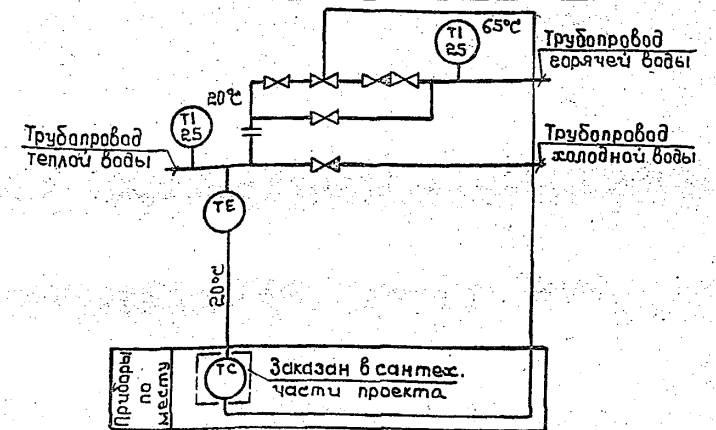 TI
25
65°C
Трубопровод
горячей воды
20°C
TI
25
Трубопровод
теплой воды
Трубопровод
холодной воды
TE
20°C
Приборы
по
месту
TC
Заказан в сантех.
части проекта